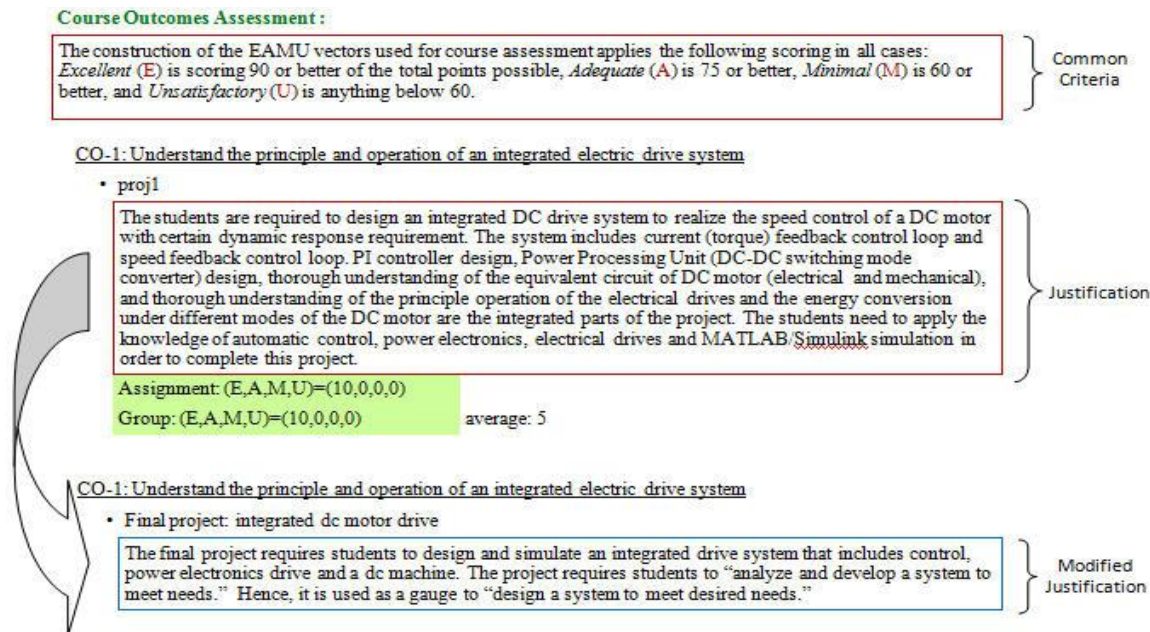 Course Outcomes Assessment :
The construction of the EAMU vectors used for course assessment applies the following scoring in all cases:
Excellent (E) is scoring 90 or better of the total points possible, Adequate (A) is 75 or better, Minimal (M) is 60 or
better, and Unsatisfactory (U) is anything below 60.
Common
Criteria
CO-1: Understand the principle and operation of an integrated electric drive system
• proj1
The students are required to design an integrated DC drive system to realize the speed control of a DC motor
with certain dynamic response requirement. The system includes current (torque) feedback control loop and
speed feedback control loop. PI controller design, Power Processing Unit (DC-DC switching mode
converter) design, thorough understanding of the equivalent circuit of DC motor (electrical and mechanical),
and thorough understanding of the principle operation of the electrical drives and the energy conversion
under different modes of the DC motor are the integrated parts of the project. The students need to apply the
knowledge of automatic control, power electronics, electrical drives and MATLAB/Simulink simulation in
order to complete this project.
Justification
Assignment: (E,A,M,U)=(10,0,0,0)
Group: (E,A,M,U)=(10,0,0,0) average: 5
CO-1: Understand the principle and operation of an integrated electric drive system
• Final project: integrated dc motor drive
The final project requires students to design and simulate an integrated drive system that includes control,
power electronics drive and a dc machine. The project requires students to “analyze and develop a system to
meet needs.” Hence, it is used as a gauge to “design a system to meet desired needs.”
Modified
Justification